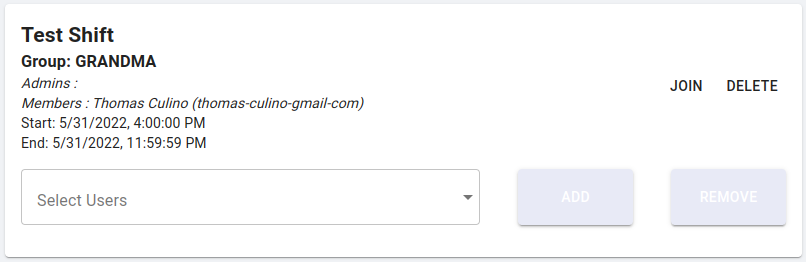 Test Shift
Group: GRANDMA
Admins :
Members : Thomas Culino (thomas-culino-gmail-com)
Start: 5/31/2022, 4:00:00 PM
End: 5/31/2022, 11:59:59 PM
JOIN DELETE
Select Users
ADD REMOVE